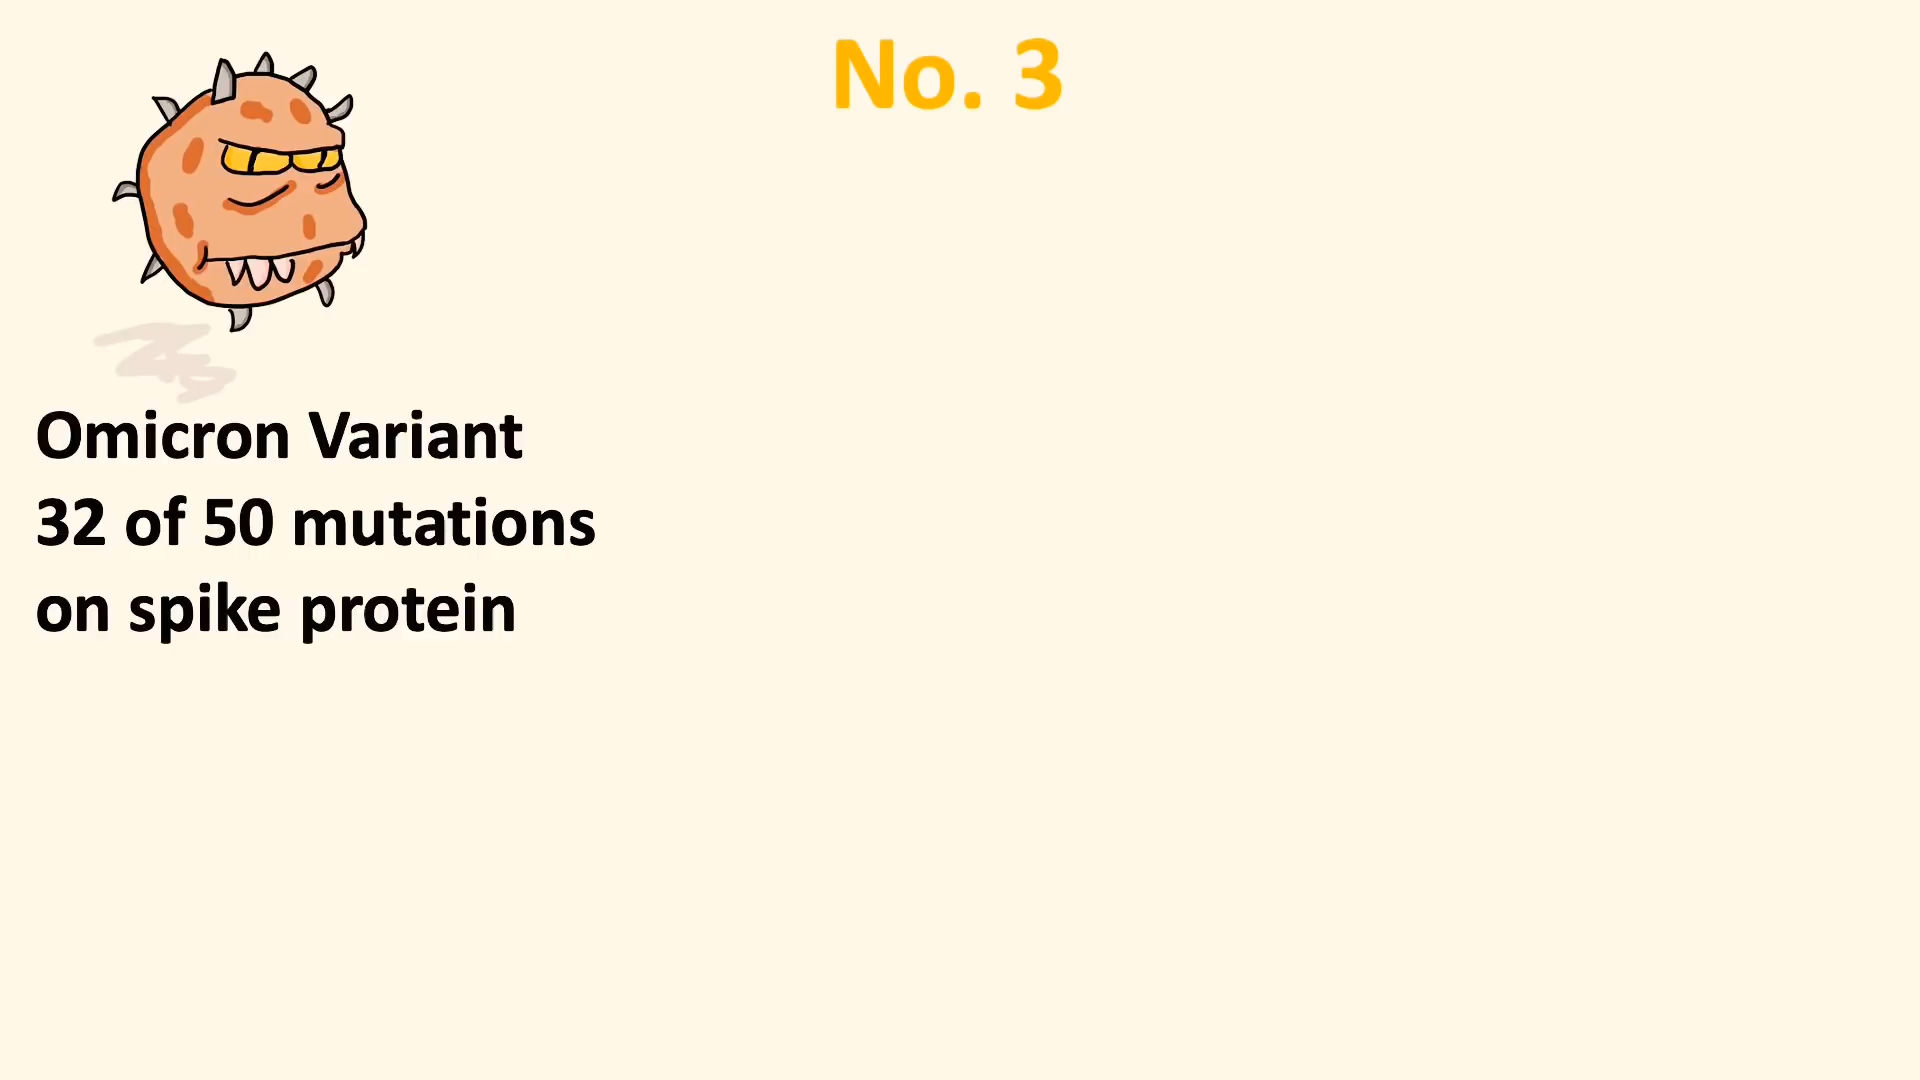 No. 3
Omicron Variant
32 of 50 mutations
on spike protein